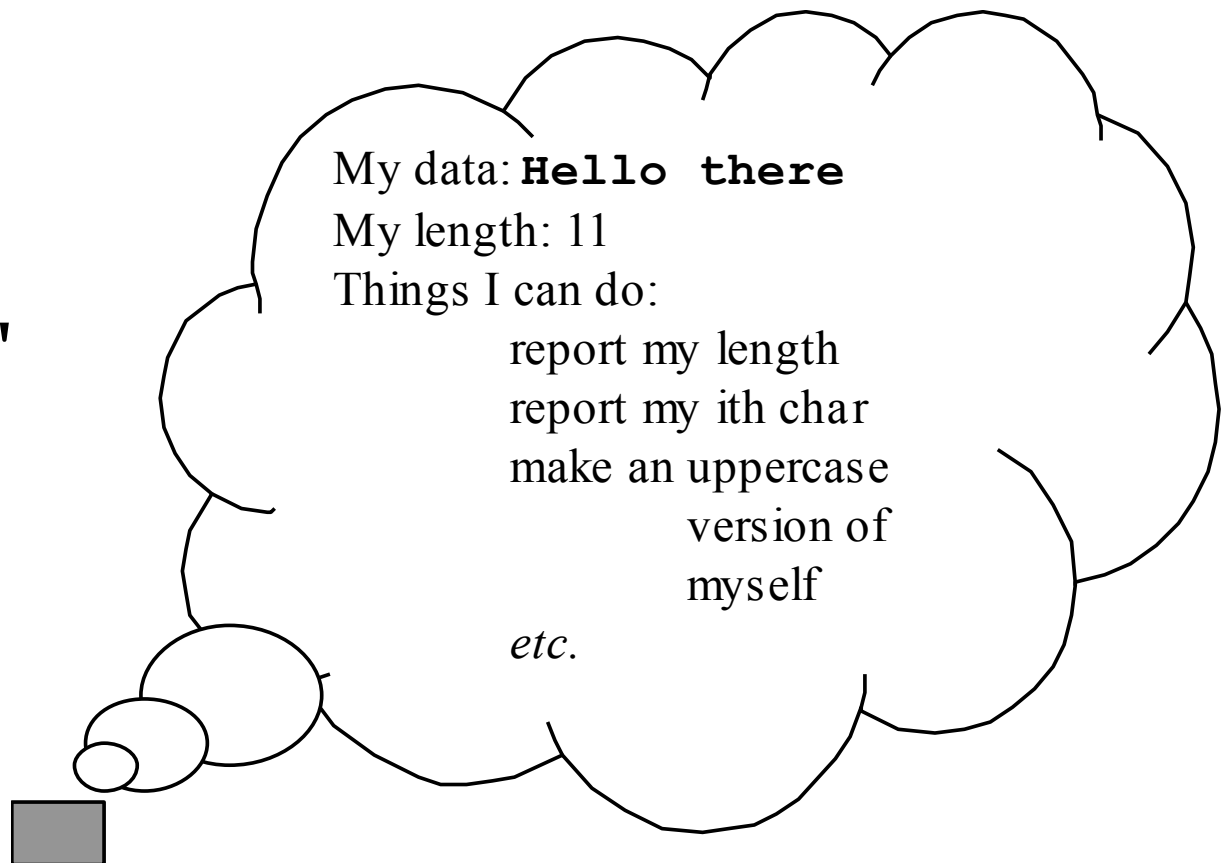 My data: Hello there
My length: 11
Things I can do:
"
report my length
report my ith char
make an uppercase
version of
myself
etc.